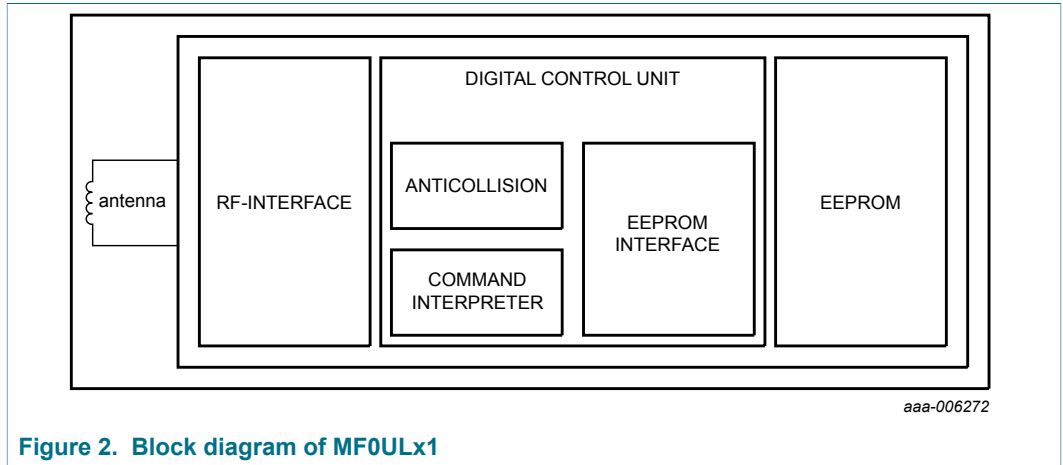 DIGITAL CONTROL UNIT
antenna
RF-INTERFACE
ANTICOLLISION
COMMAND
INTERPRETER
EEPROM
INTERFACE
EEPROM
aaa-006272
Figure 2. Block diagram of MF0ULx1